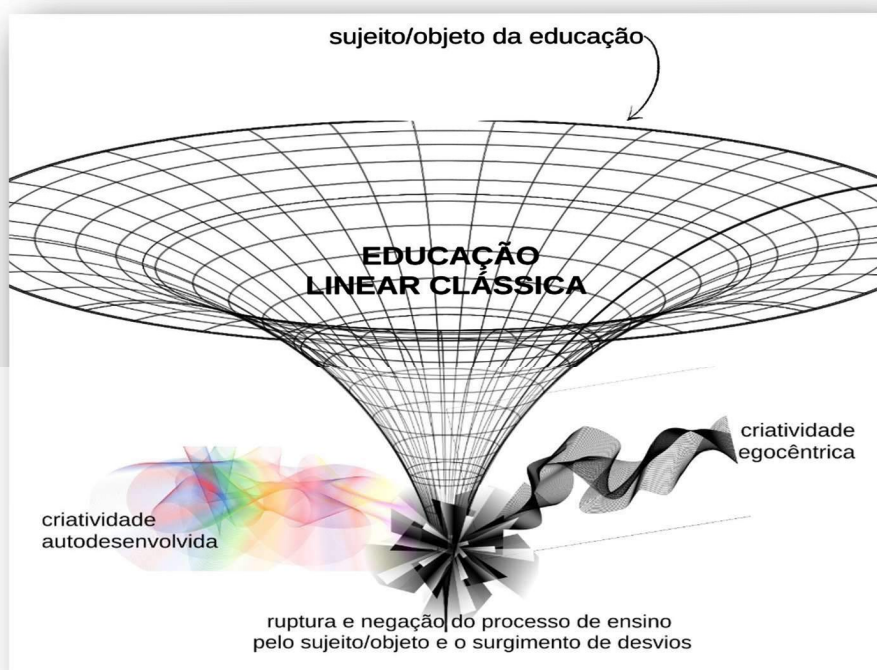 sujeito/objeto da educação
EDUCAÇÃO
LINEAR CLÁSSICA
criatividade
egocêntrica
criatividade
autodesenvolvida
ruptura e negação do processo de ensino
pelo sujeito/objeto e o surgimento de desvios